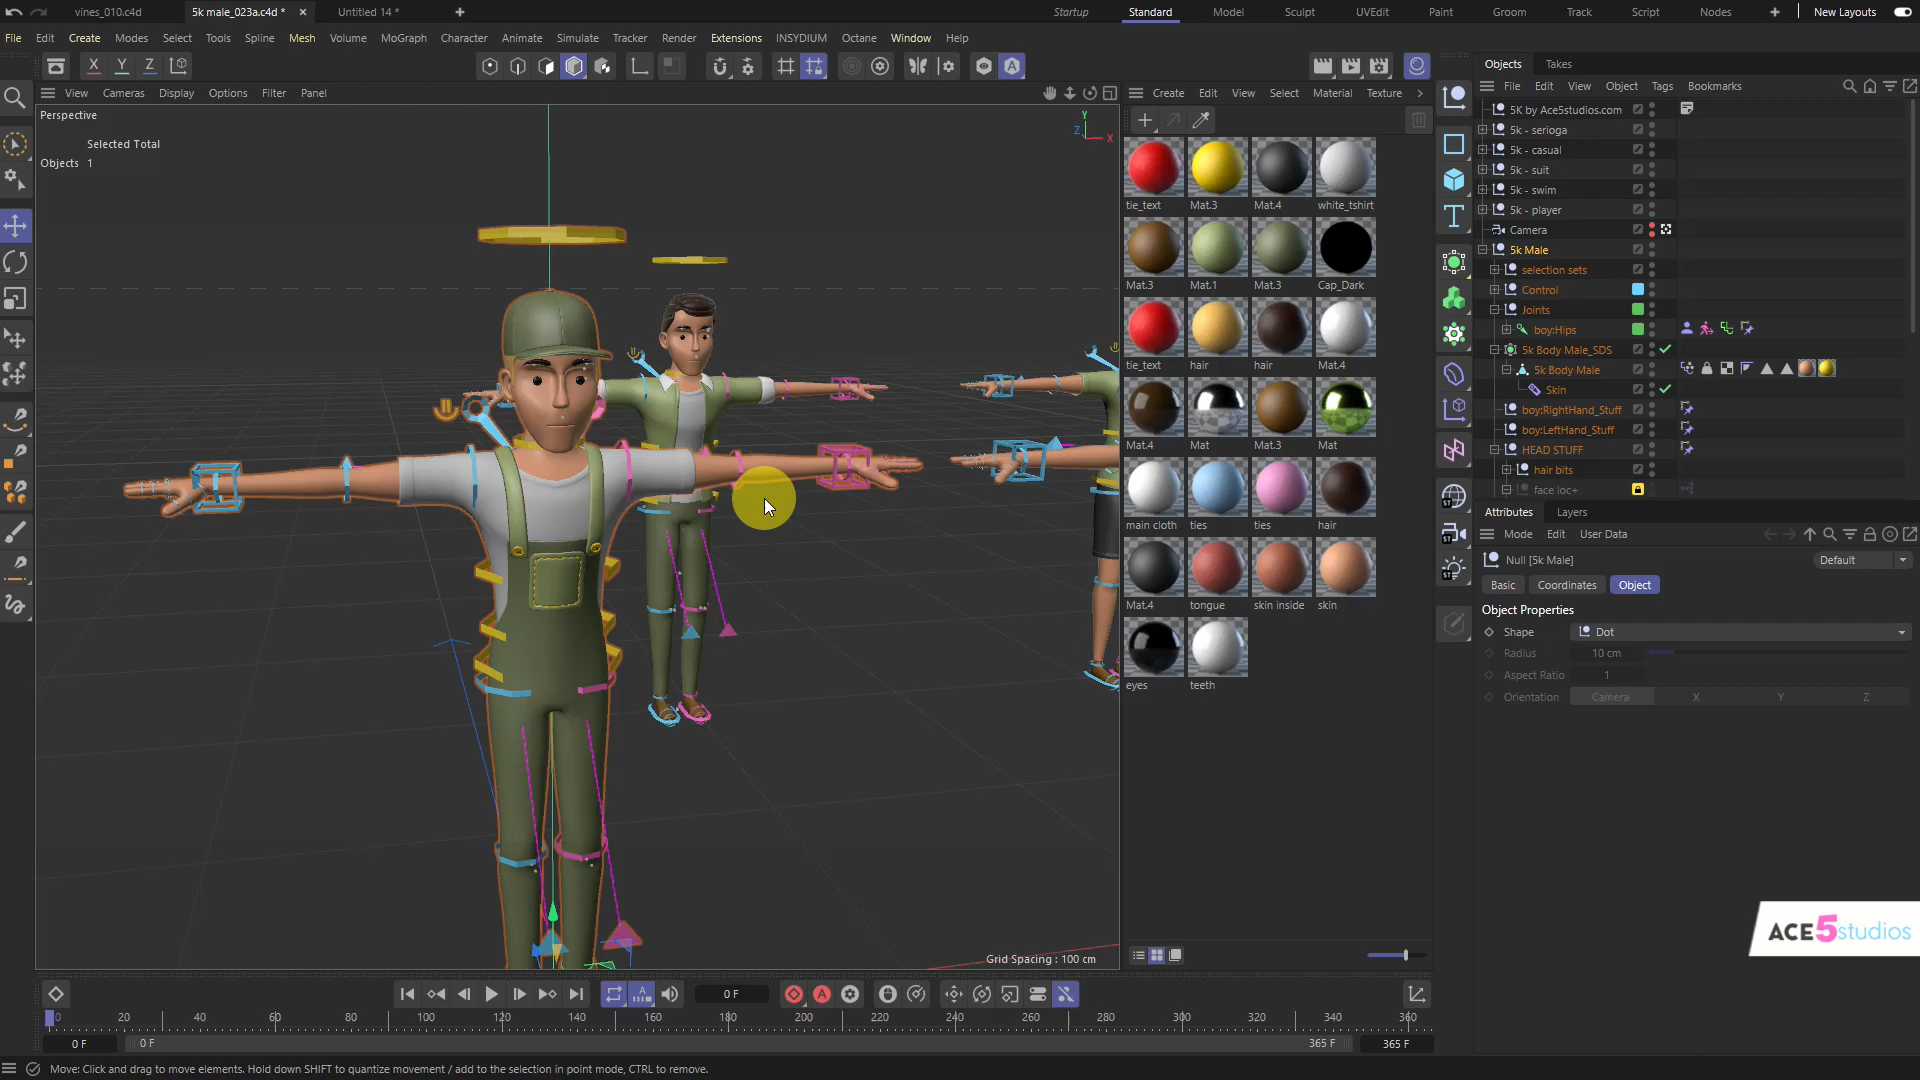 vines_010.c4d 5k male_023a.c4d * Untitled 14 * Startup Standard Model Sculpt UVEdit Paint Groom Track Script Nodes New Layouts
File Edit Create Modes Select Tools Spline Mesh Volume MoGraph Character Animate Simulate Tracker Render Extensions INSYDIUM Octane Window Help
X Y Z
View Cameras Display Options Filter Panel
Perspective
Selected Total
Objects 1
Y
Z
X
Grid Spacing : 100 cm
Create Edit View Select Material Texture
tie_text Mat.3 Mat.4 white_tshirt
Mat.3 Mat.1 Mat.3 Cap_Dark
tie_text hair hair Mat.4
Mat.4 Mat Mat.3 Mat
main cloth ties ties hair
Mat.4 tongue skin inside skin
eyes teeth
Objects Takes
File Edit View Object Tags Bookmarks
5K by Ace5studios.com
5k - serioga
5k - casual
5k - suit
5k - swim
5k - player
Camera
5k Male
selection sets
Control
Joints
boy:Hips
5k Body Male_SDS
5k Body Male
Skin
boy:RightHand_Stuff
boy:LeftHand_Stuff
HEAD STUFF
hair bits
face loc+
Attributes Layers
Mode Edit User Data
Null [5k Male] Default
Basic Coordinates Object
Object Properties
Shape Dot
Radius 10 cm
Aspect Ratio 1
Orientation Camera X Y Z
ACE5studios
0 F
0 20 40 60 80 100 120 140 160 180 200 220 240 260 280 300 320 340 360
0 F 0 F 365 F 365 F
Move: Click and drag to move elements. Hold down SHIFT to quantize movement / add to the selection in point mode, CTRL to remove.